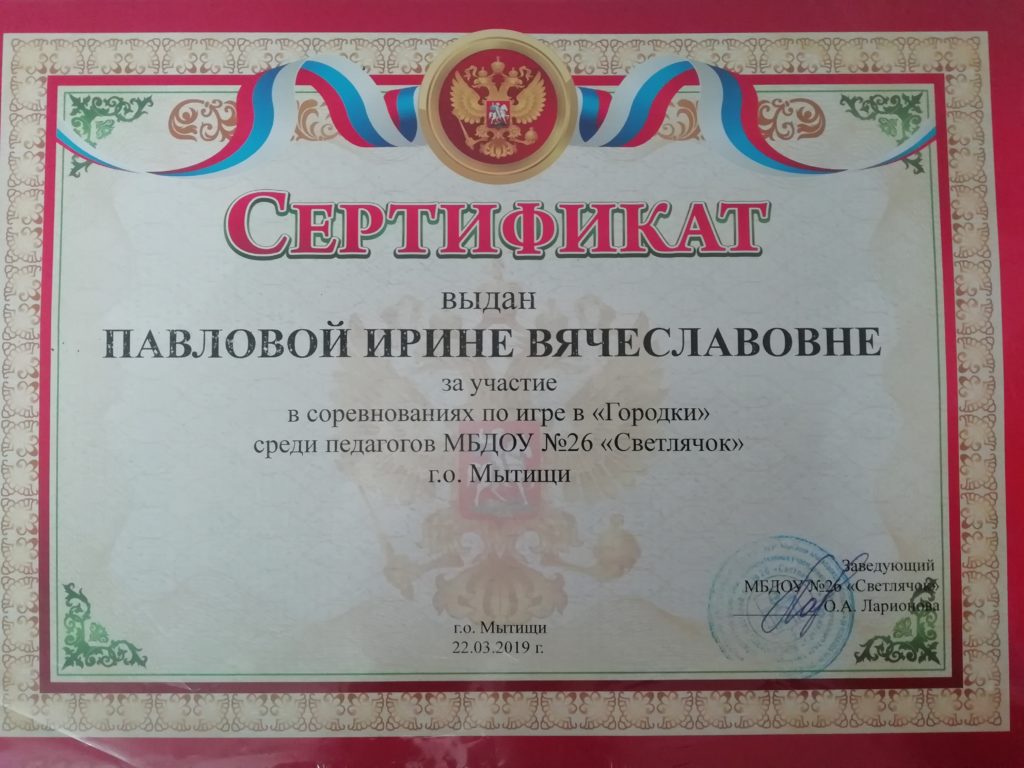 СЕРТИФИКАТ
выдан
ПАВЛОВОЙ ИРИНЕ ВЯЧЕСЛАВОВНЕ
за участие
в соревнованиях по игре в «Городки»
среди педагогов МБДОУ №26 «Светлячок»
г.о. Мытищи
Заведующий
МБДОУ №26 «Светлячок»
О.А. Ларионова
г.о. Мытищи
22.03.2019 г.